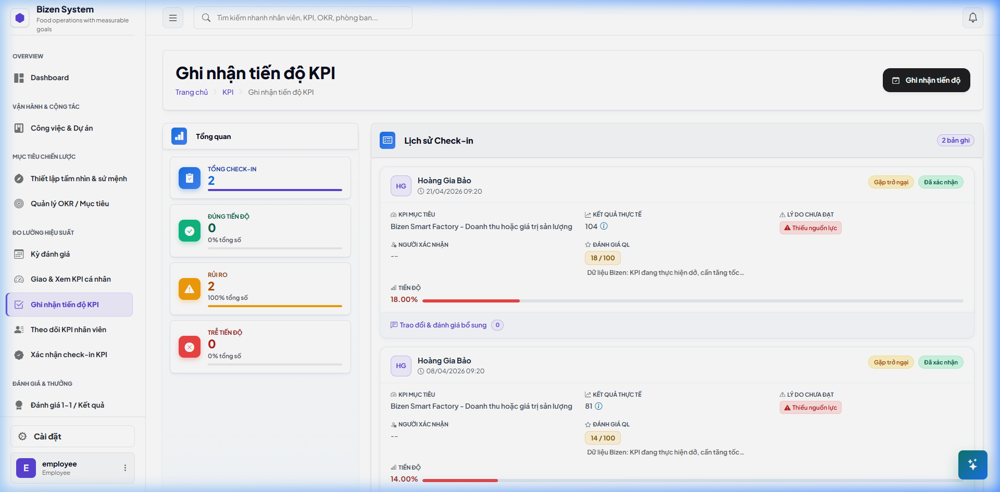 Bizen System
Food operations with measurable
goals
Tìm kiếm nhanh nhân viên, KPI, OKR, phòng ban...
OVERVIEW
Dashboard
VẬN HÀNH & CỘNG TÁC
Công việc & Dự án
MỤC TIÊU CHIẾN LƯỢC
Thiết lập tầm nhìn & sứ mệnh
Quản lý OKR / Mục tiêu
ĐO LƯỜNG HIỆU SUẤT
Kỳ đánh giá
Giao & Xem KPI cá nhân
Ghi nhận tiến độ KPI
Theo dõi KPI nhân viên
Xác nhận check-in KPI
ĐÁNH GIÁ & THƯỞNG
Đánh giá 1-1 / Kết quả
Cài đặt
E
employee
Employee
Ghi nhận tiến độ KPI
Trang chủ
KPI
Ghi nhận tiến độ KPI
Ghi nhận tiến độ
Tổng quan
TỔNG CHECK-IN
2
ĐÚNG TIẾN ĐỘ
0
0% tổng số
RỦI RO
2
100% tổng số
TRỄ TIẾN ĐỘ
0
0% tổng số
Lịch sử Check-in
2 bản ghi
HG
Hoàng Gia Bảo
21/04/2026 09:20
Gặp trở ngại
Đã xác nhận
KPI MỤC TIÊU
Bizen Smart Factory - Doanh thu hoặc giá trị sản lượng
KẾT QUẢ THỰC TẾ
104
LÝ DO CHƯA ĐẠT
Thiếu nguồn lực
NGƯỜI XÁC NHẬN
--
ĐÁNH GIÁ QL
18 / 100
Dữ liệu Bizen: KPI đang thực hiện dở, cần tăng tốc...
TIẾN ĐỘ
18.00%
Trao đổi & đánh giá bổ sung
0
HG
Hoàng Gia Bảo
08/04/2026 09:20
Gặp trở ngại
Đã xác nhận
KPI MỤC TIÊU
Bizen Smart Factory - Doanh thu hoặc giá trị sản lượng
KẾT QUẢ THỰC TẾ
81
LÝ DO CHƯA ĐẠT
Thiếu nguồn lực
NGƯỜI XÁC NHẬN
--
ĐÁNH GIÁ QL
14 / 100
Dữ liệu Bizen: KPI đang thực hiện dở, cần tăng tốc...
TIẾN ĐỘ
14.00%